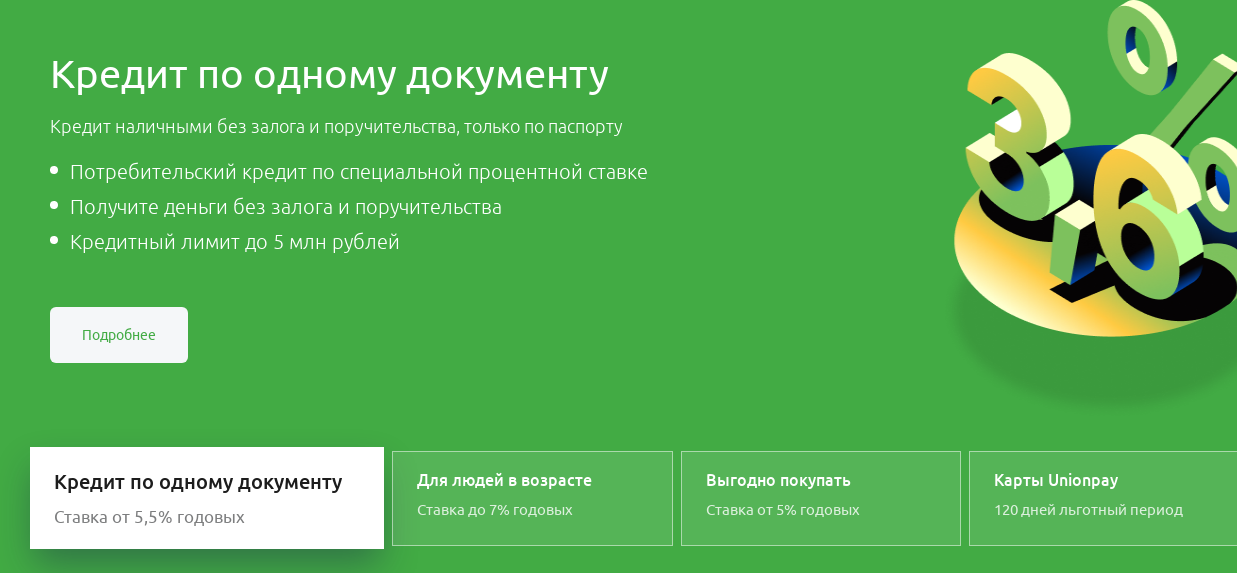 Кредит по одному документу
Кредит наличными без залога и поручительства, только по паспорту
Потребительский кредит по специальной процентной ставке
Получите деньги без залога и поручительства
Кредитный лимит до 5 млн рублей
Подробнее
3,6%
Кредит по одному документу
Ставка от 5,5% годовых
Для людей в возрасте
Ставка до 7% годовых
Выгодно покупать
Ставка от 5% годовых
Карты Unionpay
120 дней льготный период